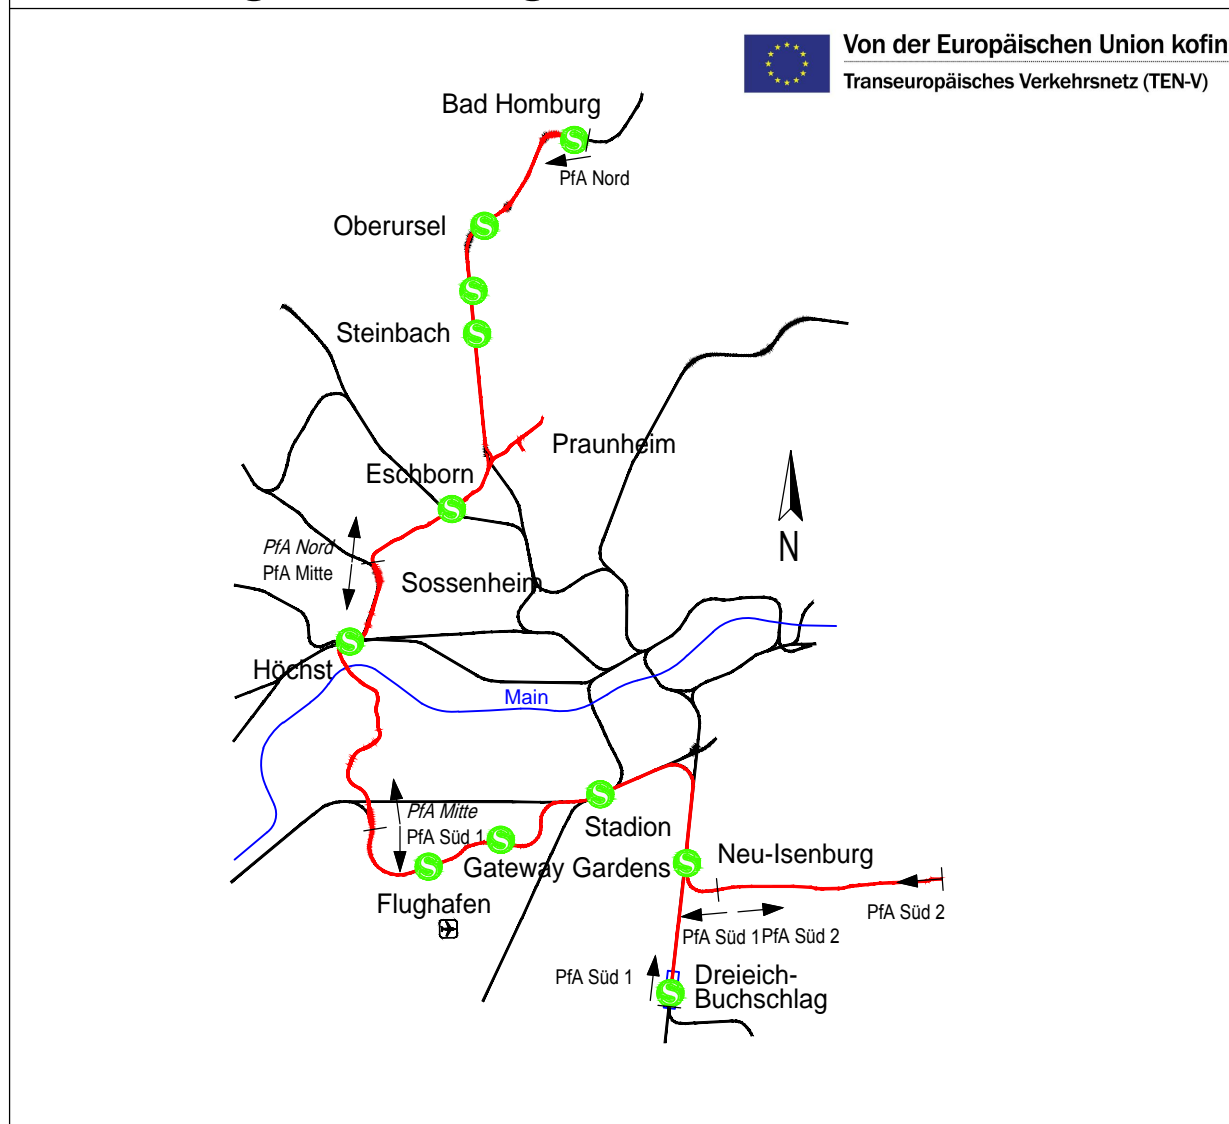 Von der Europäischen Union kofin
Transeuropäisches Verkehrsnetz (TEN-V)
Bad Homburg
PfA Nord
Oberursel
Steinbach
Praunheim
Eschborn
N
PfA Nord
PfA Mitte
Sossenheim
Höchst
Main
PfA Mitte
PfA Süd 1
Stadion
Neu-Isenburg
Gateway Gardens
Flughafen
PfA Süd 2
PfA Süd 1
PfA Süd 2
PfA Süd 1
Dreieich-
Buchschlag